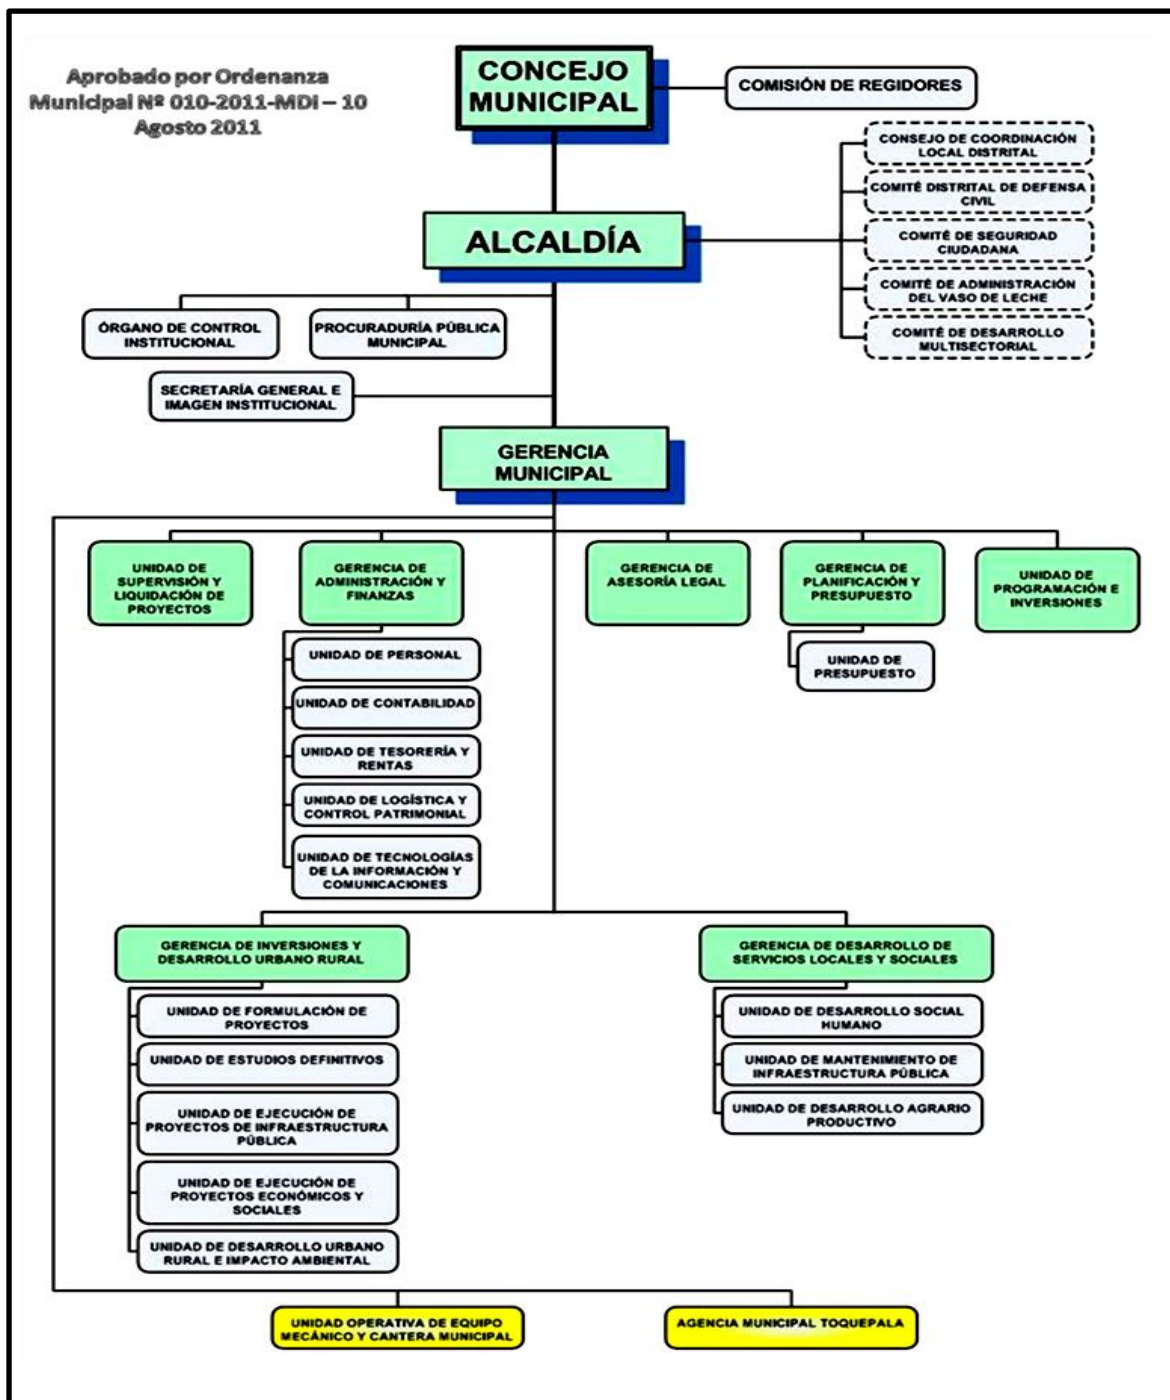 Aprobado por Ordenanza
Municipal Nº 010-2011-MDI – 10
Agosto 2011
CONCEJO
MUNICIPAL
COMISIÓN DE REGIDORES
CONSEJO DE COORDINACIÓN
LOCAL DISTRITAL
COMITÉ DISTRITAL DE DEFENSA
CIVIL
ALCALDÍA
COMITÉ DE SEGURIDAD
CIUDADANA
COMITÉ DE ADMINISTRACIÓN
DEL VASO DE LECHE
COMITÉ DE DESARROLLO
MULTISECTORIAL
ÓRGANO DE CONTROL
INSTITUCIONAL
PROCURADURÍA PÚBLICA
MUNICIPAL
SECRETARÍA GENERAL E
IMAGEN INSTITUCIONAL
GERENCIA
MUNICIPAL
UNIDAD DE
SUPERVISIÓN Y
LIQUIDACIÓN DE
PROYECTOS
GERENCIA DE
ADMINISTRACIÓN Y
FINANZAS
GERENCIA DE
ASESORÍA LEGAL
GERENCIA DE
PLANIFICACIÓN Y
PRESUPUESTO
UNIDAD DE
PROGRAMACIÓN E
INVERSIONES
UNIDAD DE PERSONAL
UNIDAD DE CONTABILIDAD
UNIDAD DE TESORERÍA Y
RENTAS
UNIDAD DE LOGÍSTICA Y
CONTROL PATRIMONIAL
UNIDAD DE TECNOLOGÍAS
DE LA INFORMACIÓN Y
COMUNICACIONES
UNIDAD DE
PRESUPUESTO
GERENCIA DE INVERSIONES Y
DESARROLLO URBANO RURAL
UNIDAD DE FORMULACIÓN DE
PROYECTOS
UNIDAD DE ESTUDIOS DEFINITIVOS
UNIDAD DE EJECUCIÓN DE
PROYECTOS DE INFRAESTRUCTURA
PÚBLICA
UNIDAD DE EJECUCIÓN DE
PROYECTOS ECONÓMICOS Y
SOCIALES
UNIDAD DE DESARROLLO URBANO
RURAL E IMPACTO AMBIENTAL
GERENCIA DE DESARROLLO DE
SERVICIOS LOCALES Y SOCIALES
UNIDAD DE DESARROLLO SOCIAL
HUMANO
UNIDAD DE MANTENIMIENTO DE
INFRAESTRUCTURA PÚBLICA
UNIDAD DE DESARROLLO AGRARIO
PRODUCTIVO
UNIDAD OPERATIVA DE EQUIPO
MECÁNICO Y CANTERA MUNICIPAL
AGENCIA MUNICIPAL TOQUEPALA